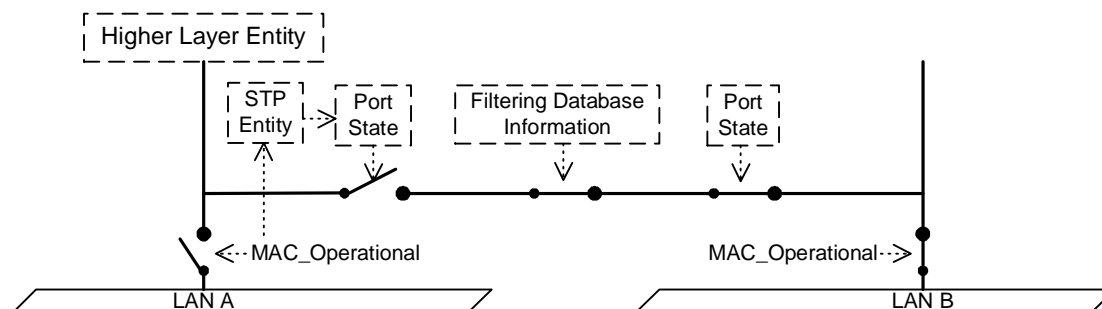 Higher Layer Entity
STP
Entity
Port
State
Filtering Database
Information
Port
State
MAC_Operational
MAC_Operational
LAN A
LAN B